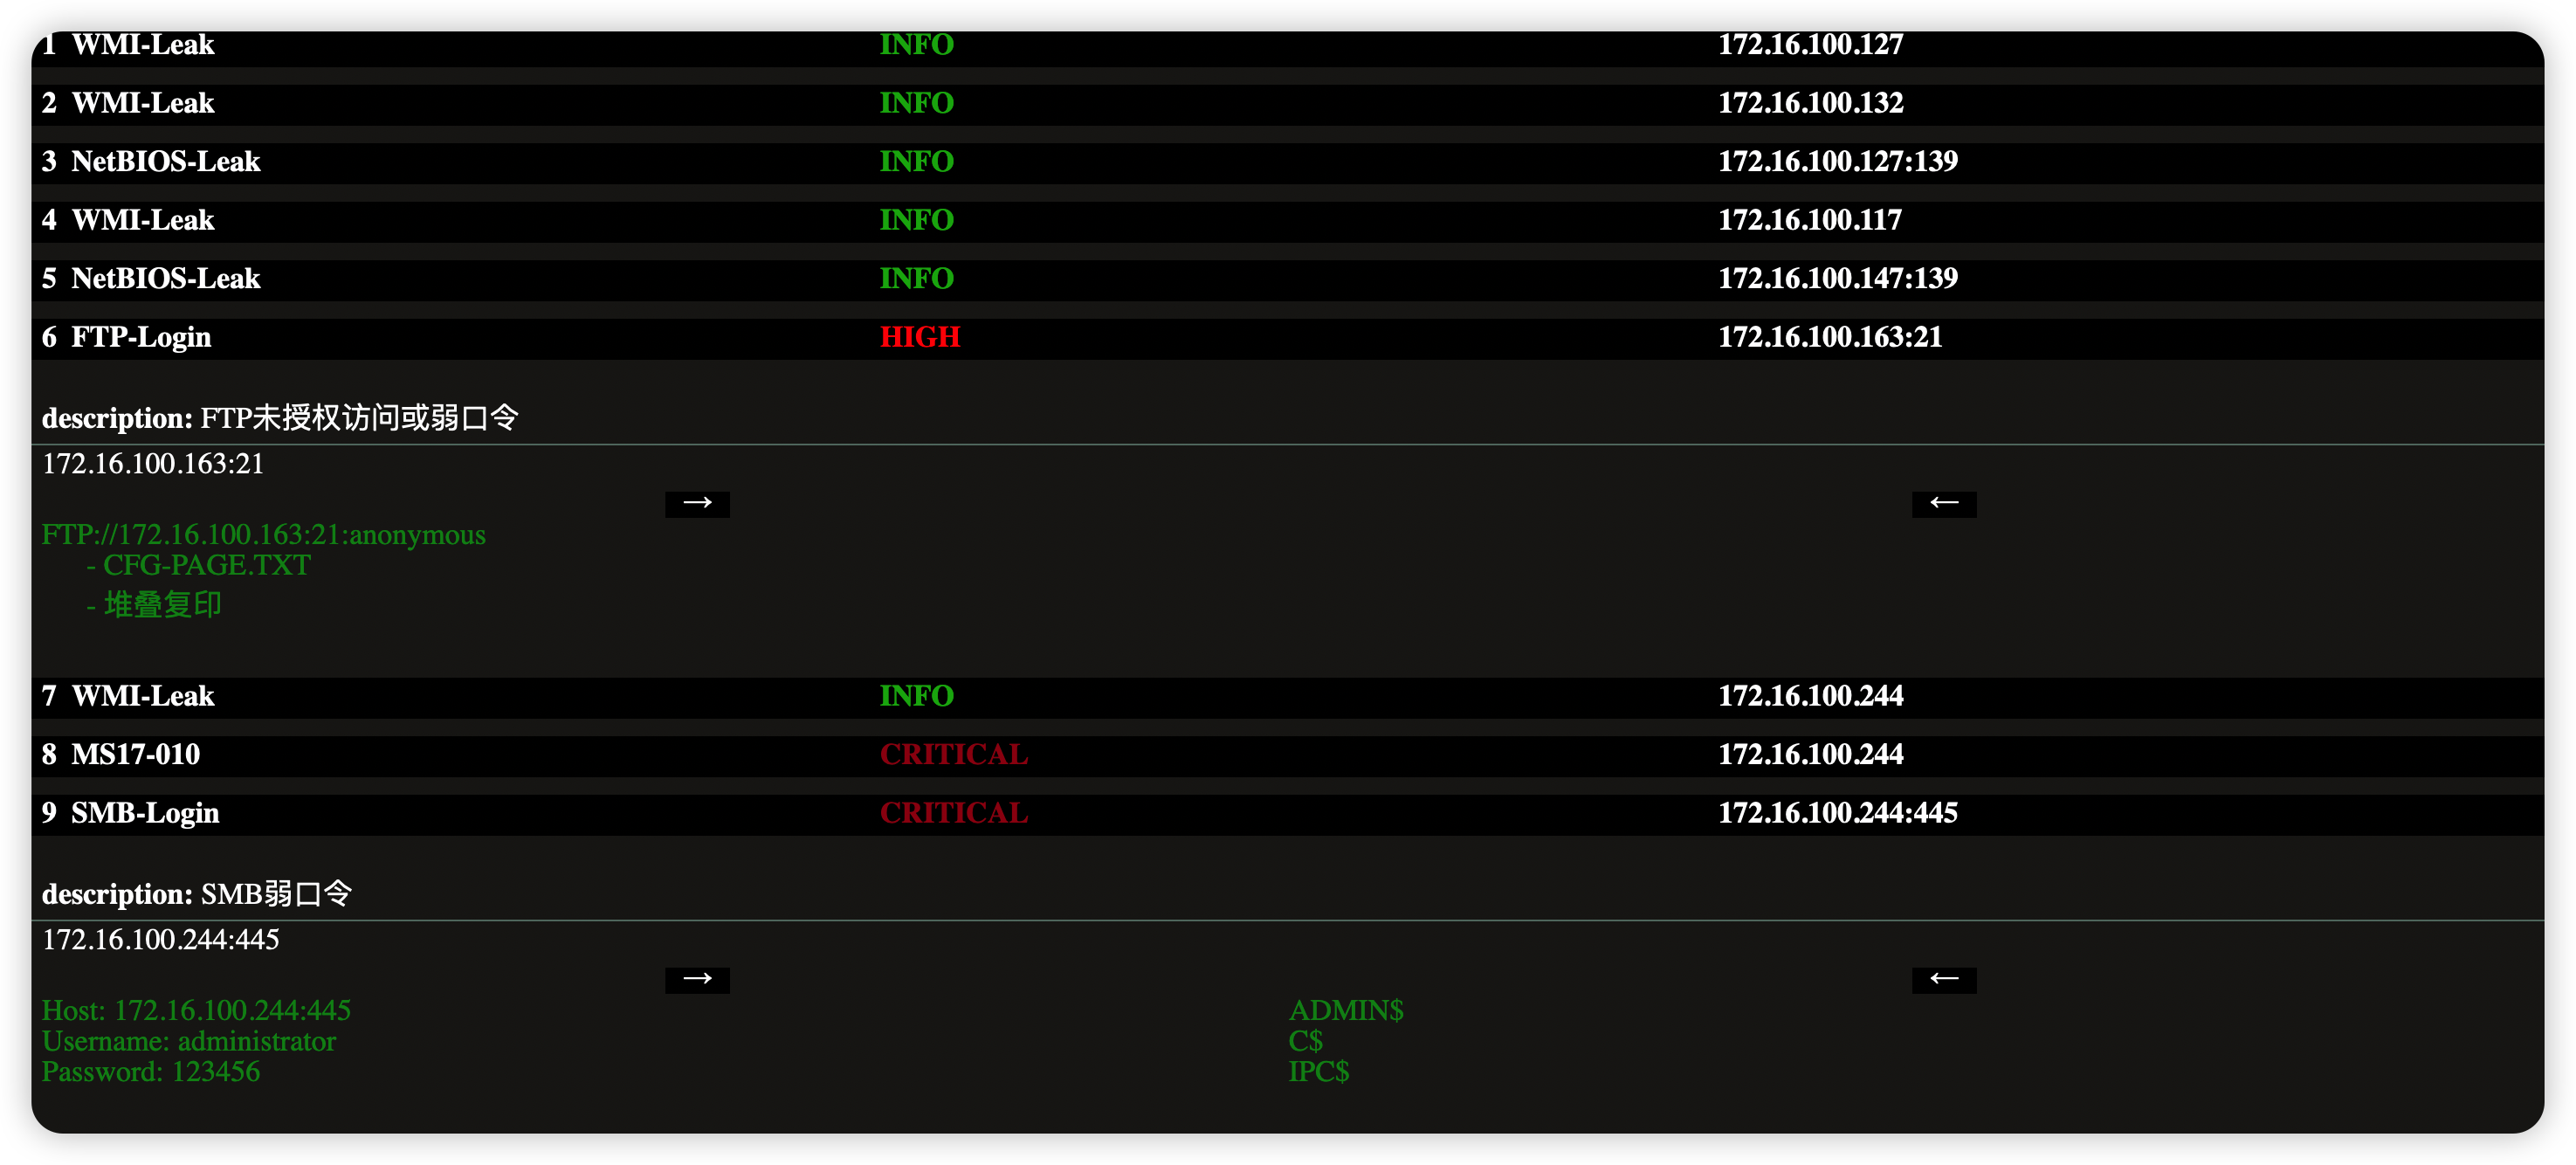 1 WMI-Leak INFO 172.16.100.127
2 WMI-Leak INFO 172.16.100.132
3 NetBIOS-Leak INFO 172.16.100.127:139
4 WMI-Leak INFO 172.16.100.117
5 NetBIOS-Leak INFO 172.16.100.147:139
6 FTP-Login HIGH 172.16.100.163:21
description: FTP未授权访问或弱口令
172.16.100.163:21
→ ←
FTP://172.16.100.163:21:anonymous
- CFG-PAGE.TXT
- 堆叠复印
7 WMI-Leak INFO 172.16.100.244
8 MS17-010 CRITICAL 172.16.100.244
9 SMB-Login CRITICAL 172.16.100.244:445
description: SMB弱口令
172.16.100.244:445
→ ←
Host: 172.16.100.244:445 ADMIN$
Username: administrator C$
Password: 123456 IPC$